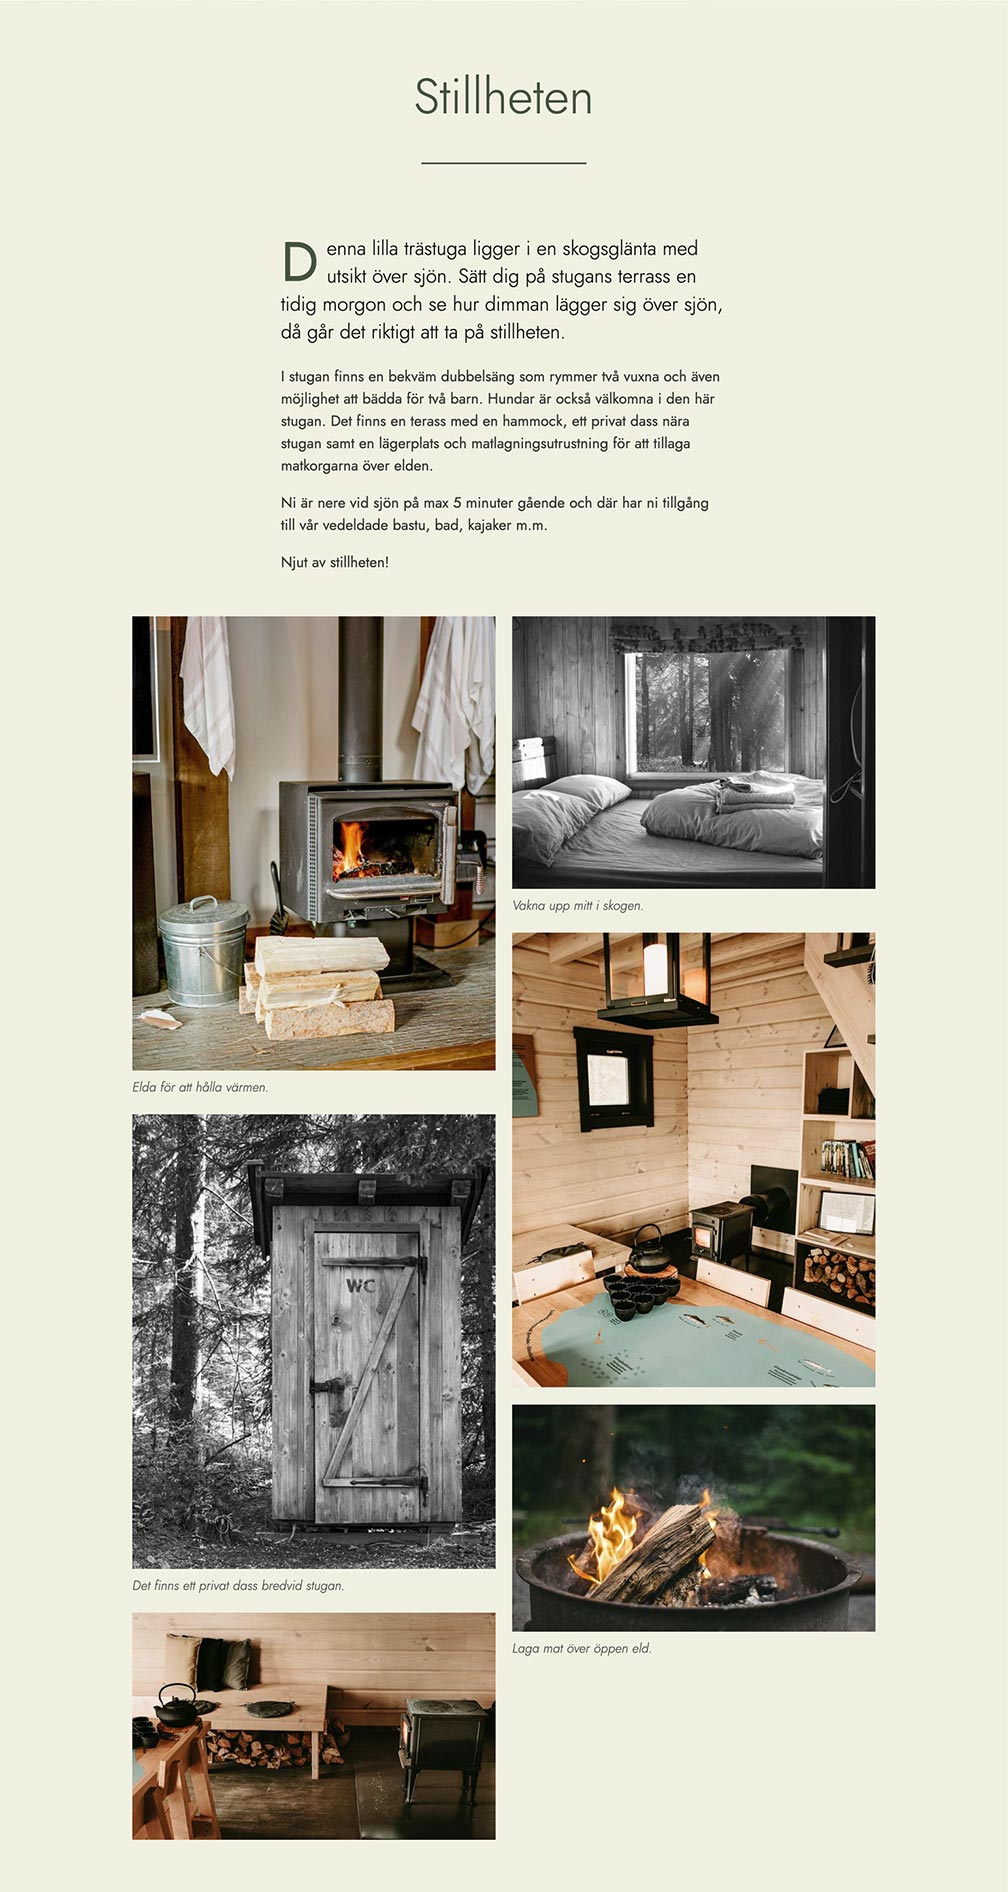 Stillheten
Denna lilla trästuga ligger i en skogsglänta med
utsikt över sjön. Sätt dig på stugans terrass en
tidig morgon och se hur dimman lägger sig över sjön,
då går det riktigt att ta på stillheten.
I stugan finns en bekväm dubbelsäng som rymmer två vuxna och även
möjlighet att bädda för två barn. Hundar är också välkomna i den här
stugan. Det finns en terass med en hammock, ett privat dass nära
stugan samt en lägerplats och matlagningsutrustning för att tillaga
matkorgarna över elden.
Ni är nere vid sjön på max 5 minuter gående och där har ni tillgång
till vår vedeldade bastu, bad, kajaker m.m.
Njut av stillheten!
Elda för att hålla värmen.
WC
Det finns ett privat dass bredvid stugan.
Vakna upp mitt i skogen.
Laga mat över öppen eld.